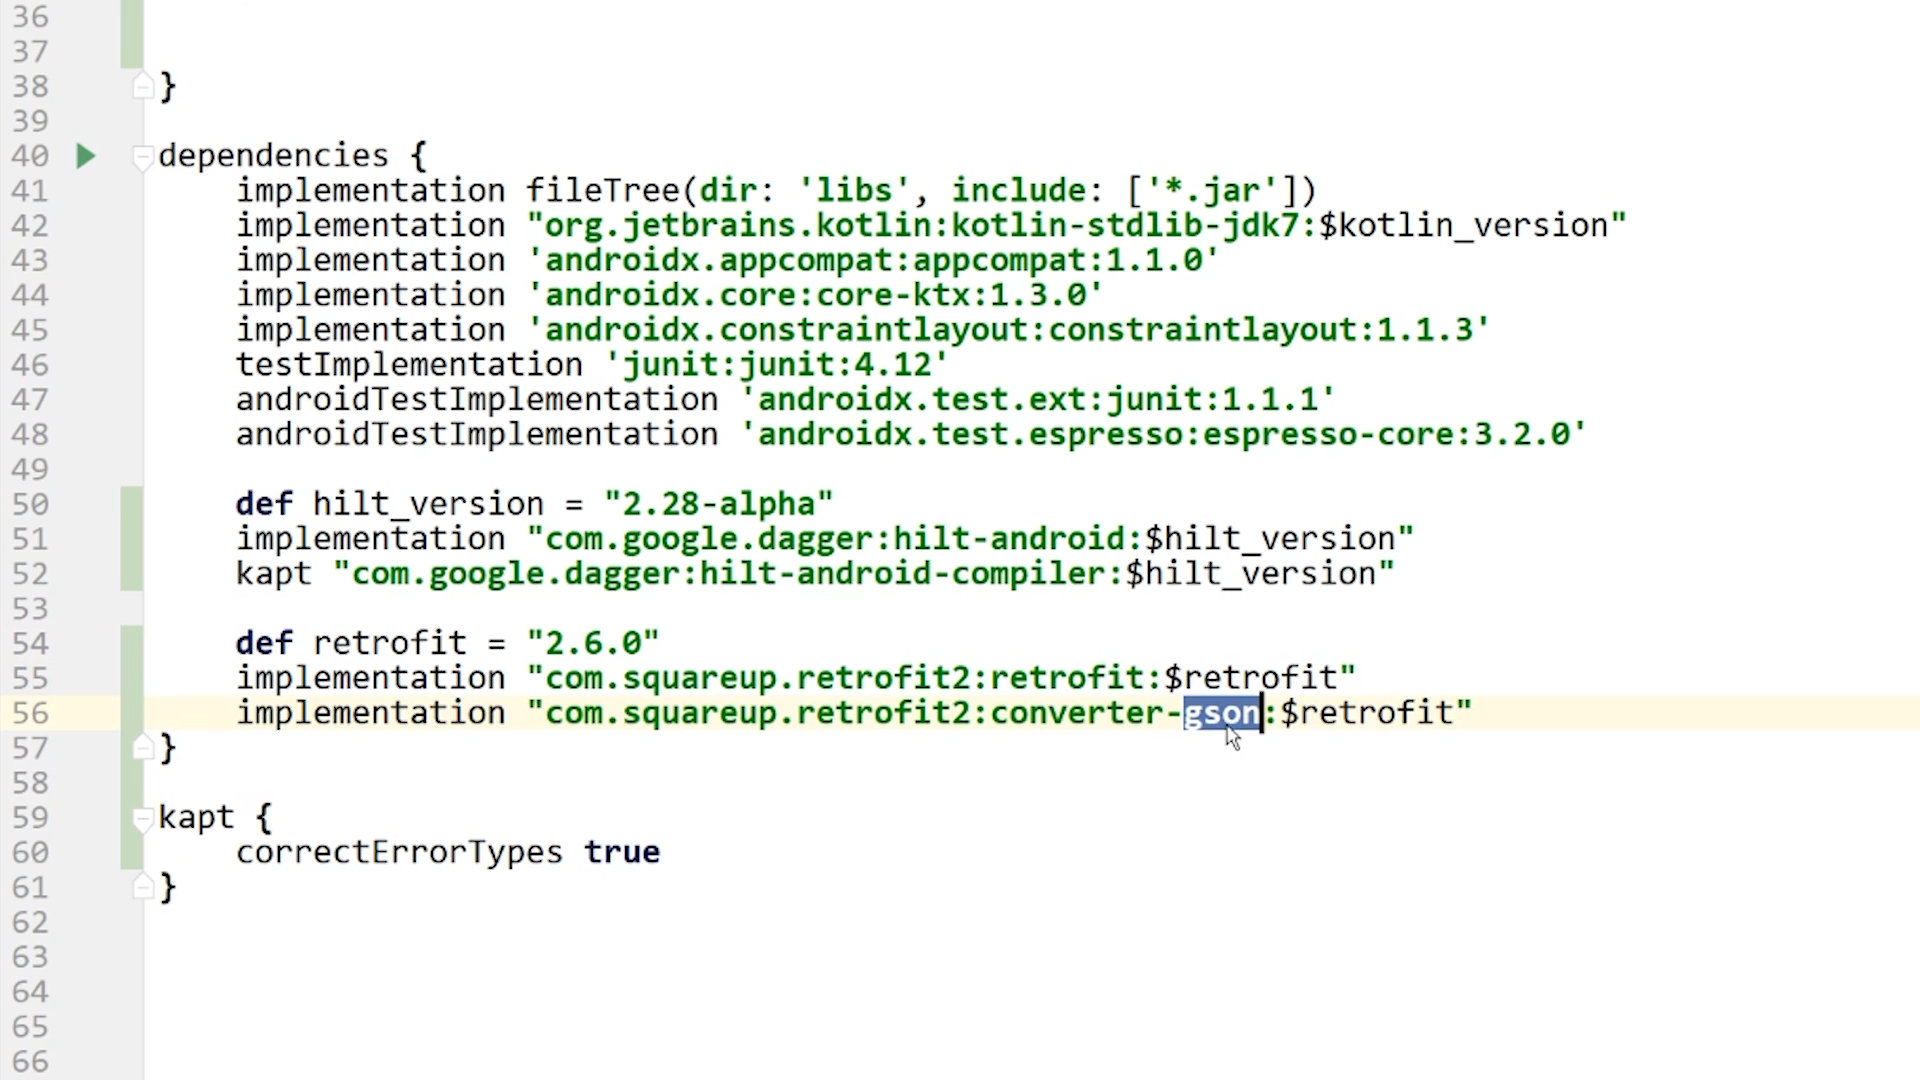 36
37
38 }
39
40 dependencies {
41 implementation fileTree(dir: 'libs', include: ['*.jar'])
42 implementation "org.jetbrains.kotlin:kotlin-stdlib-jdk7:$kotlin_version"
43 implementation 'androidx.appcompat:appcompat:1.1.0'
44 implementation 'androidx.core:core-ktx:1.3.0'
45 implementation 'androidx.constraintlayout:constraintlayout:1.1.3'
46 testImplementation 'junit:junit:4.12'
47 androidTestImplementation 'androidx.test.ext:junit:1.1.1'
48 androidTestImplementation 'androidx.test.espresso:espresso-core:3.2.0'
49
50 def hilt_version = "2.28-alpha"
51 implementation "com.google.dagger:hilt-android:$hilt_version"
52 kapt "com.google.dagger:hilt-android-compiler:$hilt_version"
53
54 def retrofit = "2.6.0"
55 implementation "com.squareup.retrofit2:retrofit:$retrofit"
56 implementation "com.squareup.retrofit2:converter-gson:$retrofit"
57 }
58
59 kapt {
60 correctErrorTypes true
61 }
62
63
64
65
66